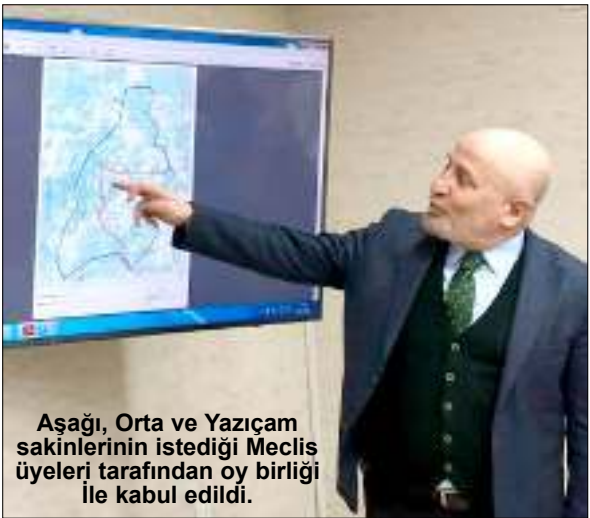 Aşağı, Orta ve Yazıçam
sakinlerinin istediği Meclis
üyeleri tarafından oy birliği
İle kabul edildi.